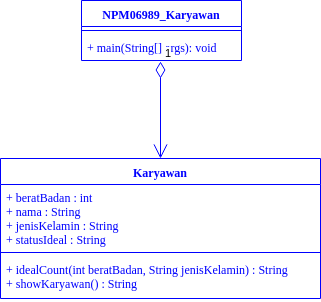 NPM06989_Karyawan
+ main(String[] args): void
1
Karyawan
+ beratBadan : int
+ nama : String
+ jenisKelamin : String
+ statusIdeal : String
+ idealCount(int beratBadan, String jenisKelamin) : String
+ showKaryawan() : String